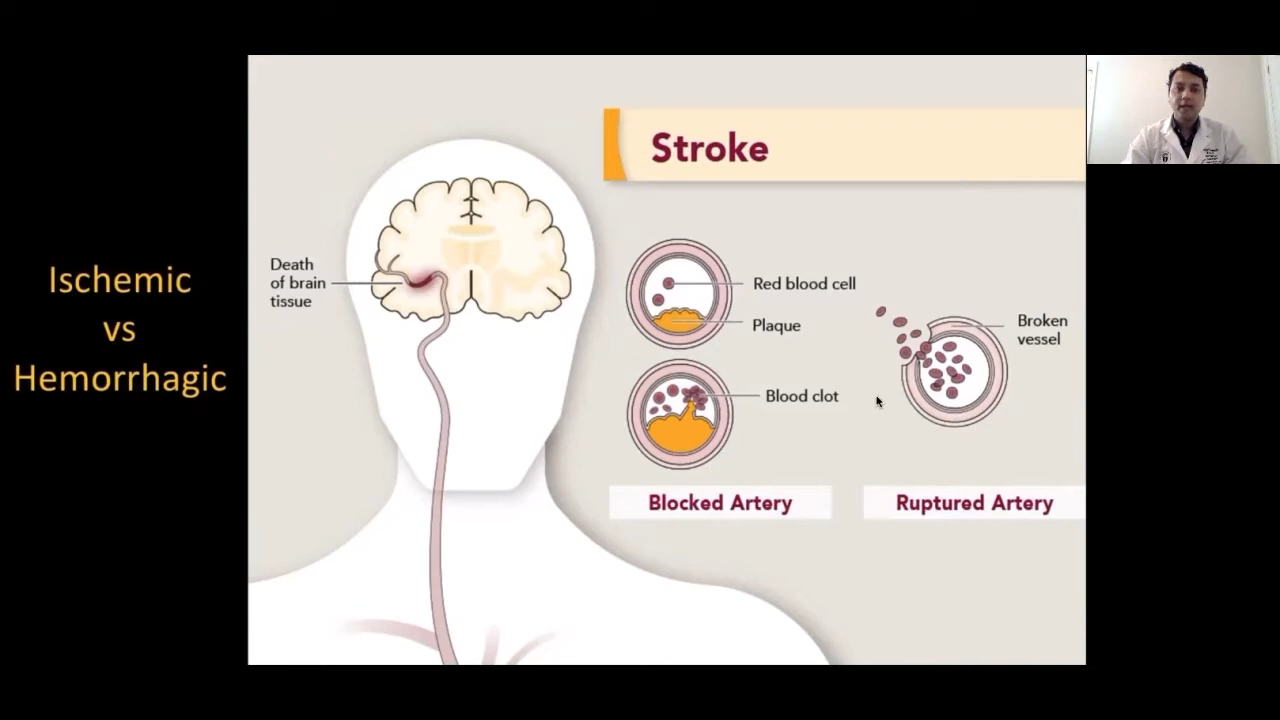 Ischemic
vs
Hemorrhagic
Stroke
Death
of brain
tissue
Red blood cell
Plaque
Blood clot
Broken
vessel
Blocked Artery
Ruptured Artery